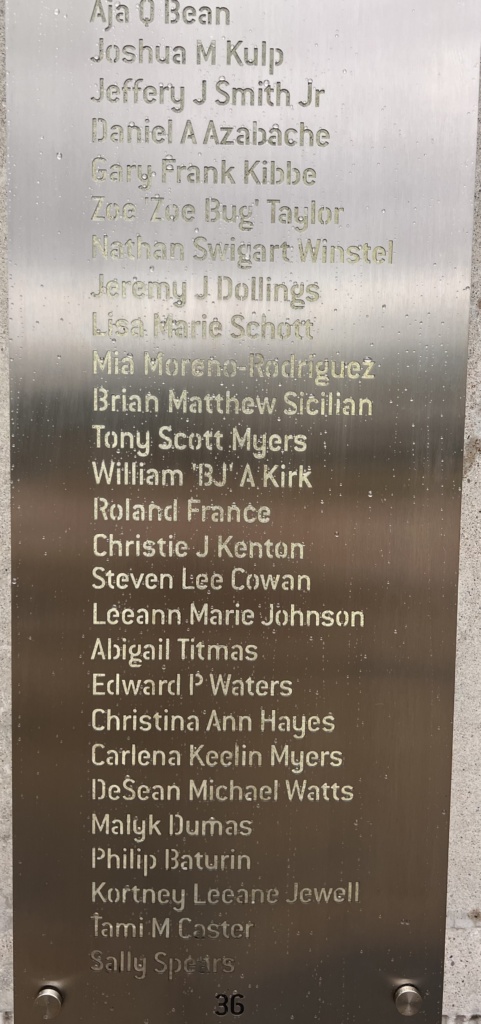 Aja Q Bean
Joshua M Kulp
Jeffery J Smith Jr
Daniel A Azabache
Gary Frank Kibbe
Zoe 'Zoe Bug' Taylor
Nathan Swigart Winstel
Jeremy J Dollings
Lisa Marie Schott
Mia Moreno-Rodriguez
Brian Matthew Sicilian
Tony Scott Myers
William 'BJ' A Kirk
Roland France
Christie J Kenton
Steven Lee Cowan
Leeann Marie Johnson
Abigail Titmas
Edward P Waters
Christina Ann Hayes
Carlena Keelin Myers
DeSean Michael Watts
Malyk Dumas
Philip Baturin
Kortney Leeane Jewell
Tami M Caster
Sally Spears
36